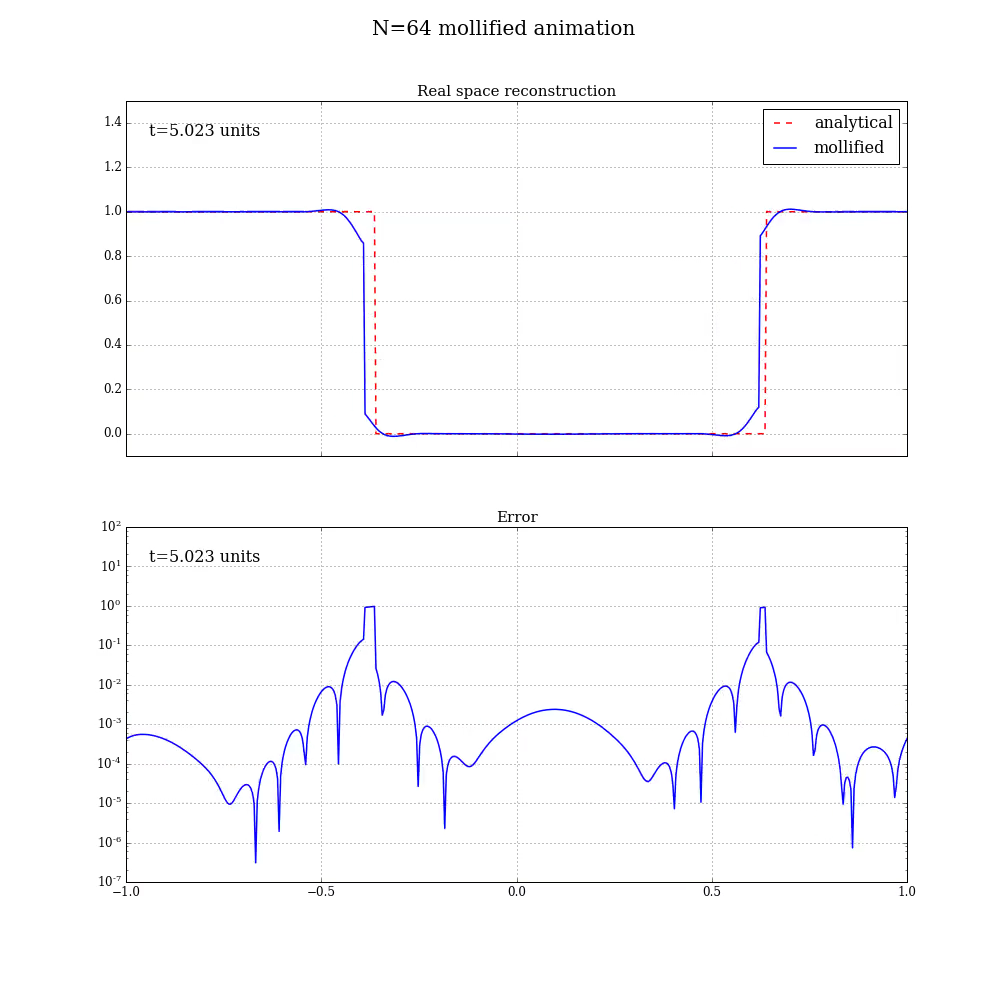 N=64 mollified animation
Real space reconstruction
t=5.023 units
analytical
mollified
1.4
1.2
1.0
0.8
0.6
0.4
0.2
0.0
Error
t=5.023 units
10²
10¹
10⁰
10⁻¹
10⁻²
10⁻³
10⁻⁴
10⁻⁵
10⁻⁶
10⁻⁷
−1.0 −0.5 0.0 0.5 1.0